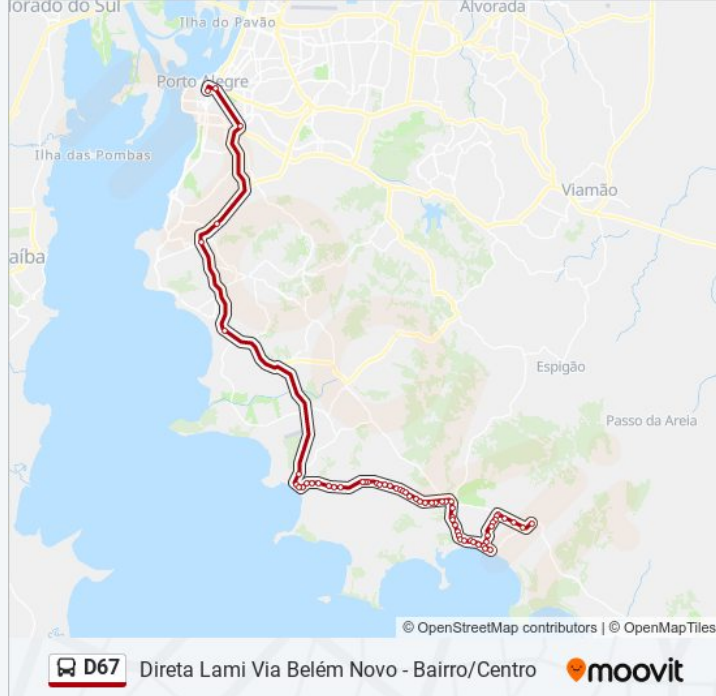 lorado do Sul
Ilha do Pavão
Alvorada
Porto Alegre
Ilha das Pombas
Viamão
aíba
Espigão
Passo da Areia
© OpenStreetMap contributors | © OpenMapTiles
D67 Direta Lami Via Belém Novo - Bairro/Centro moovit